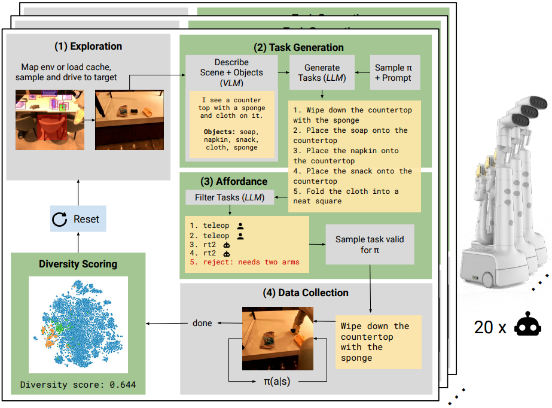 (1) Exploration
Map env or load cache,
sample and drive to target
(2) Task Generation
Describe
Scene + Objects
(VLM)
I see a counter
top with a sponge
and cloth on it.
Objects: soap,
napkin, snack,
cloth, sponge
Generate
Tasks (LLM)
Sample π
+ Prompt
1. Wipe down the countertop
with the sponge
2. Place the soap onto the
countertop
3. Place the napkin onto
the countertop
4. Place the snack onto the
countertop
5. Fold the cloth into a
neat square
(3) Affordance
Filter Tasks (LLM)
1. teleop
2. teleop
3. rt2
4. rt2
5. reject: needs two arms
Sample task valid
for π
(4) Data Collection
Wipe down the
countertop
with the
sponge
π(a|s)
done
Diversity Scoring
Diversity score: 0.644
Reset
20 x